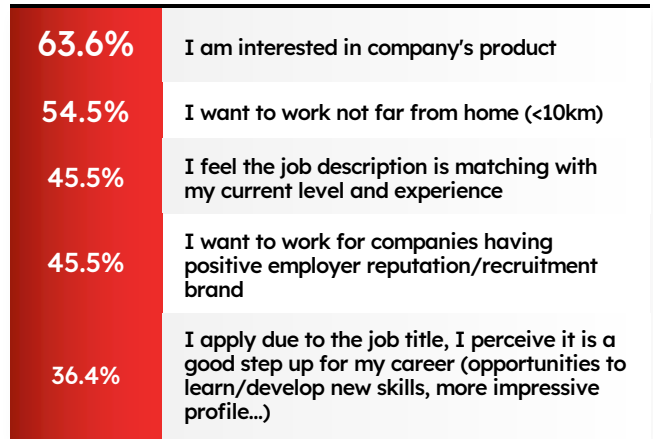 63.6% I am interested in company's product
54.5% I want to work not far from home (<10km)
45.5% I feel the job description is matching with
my current level and experience
45.5% I want to work for companies having
positive employer reputation/recruitment
brand
36.4% I apply due to the job title, I perceive it is a
good step up for my career (opportunities to
learn/develop new skills, more impressive
profile...)